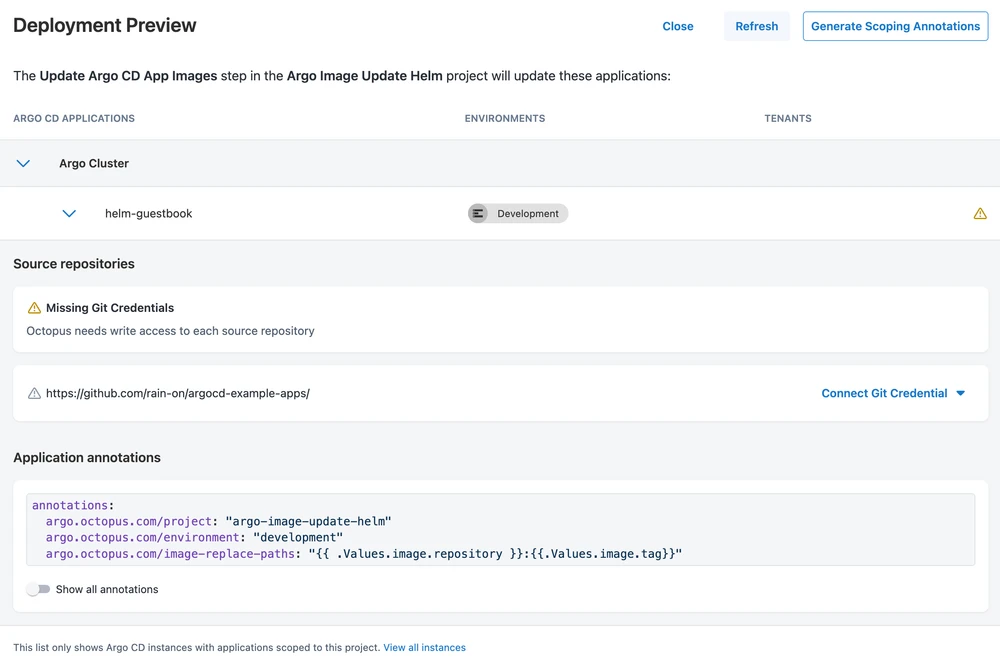 Deployment Preview
Close
Refresh
Generate Scoping Annotations
The Update Argo CD App Images step in the Argo Image Update Helm project will update these applications:
ARGO CD APPLICATIONS
ENVIRONMENTS
TENANTS
Argo Cluster
helm-guestbook
Development
Source repositories
Missing Git Credentials
Octopus needs write access to each source repository
https://github.com/rain-on/argocd-example-apps/
Connect Git Credential
Application annotations
annotations:
  argo.octopus.com/project: "argo-image-update-helm"
  argo.octopus.com/environment: "development"
  argo.octopus.com/image-replace-paths: "{{ .Values.image.repository }}:{{.Values.image.tag}}"
Show all annotations
This list only shows Argo CD instances with applications scoped to this project. View all instances